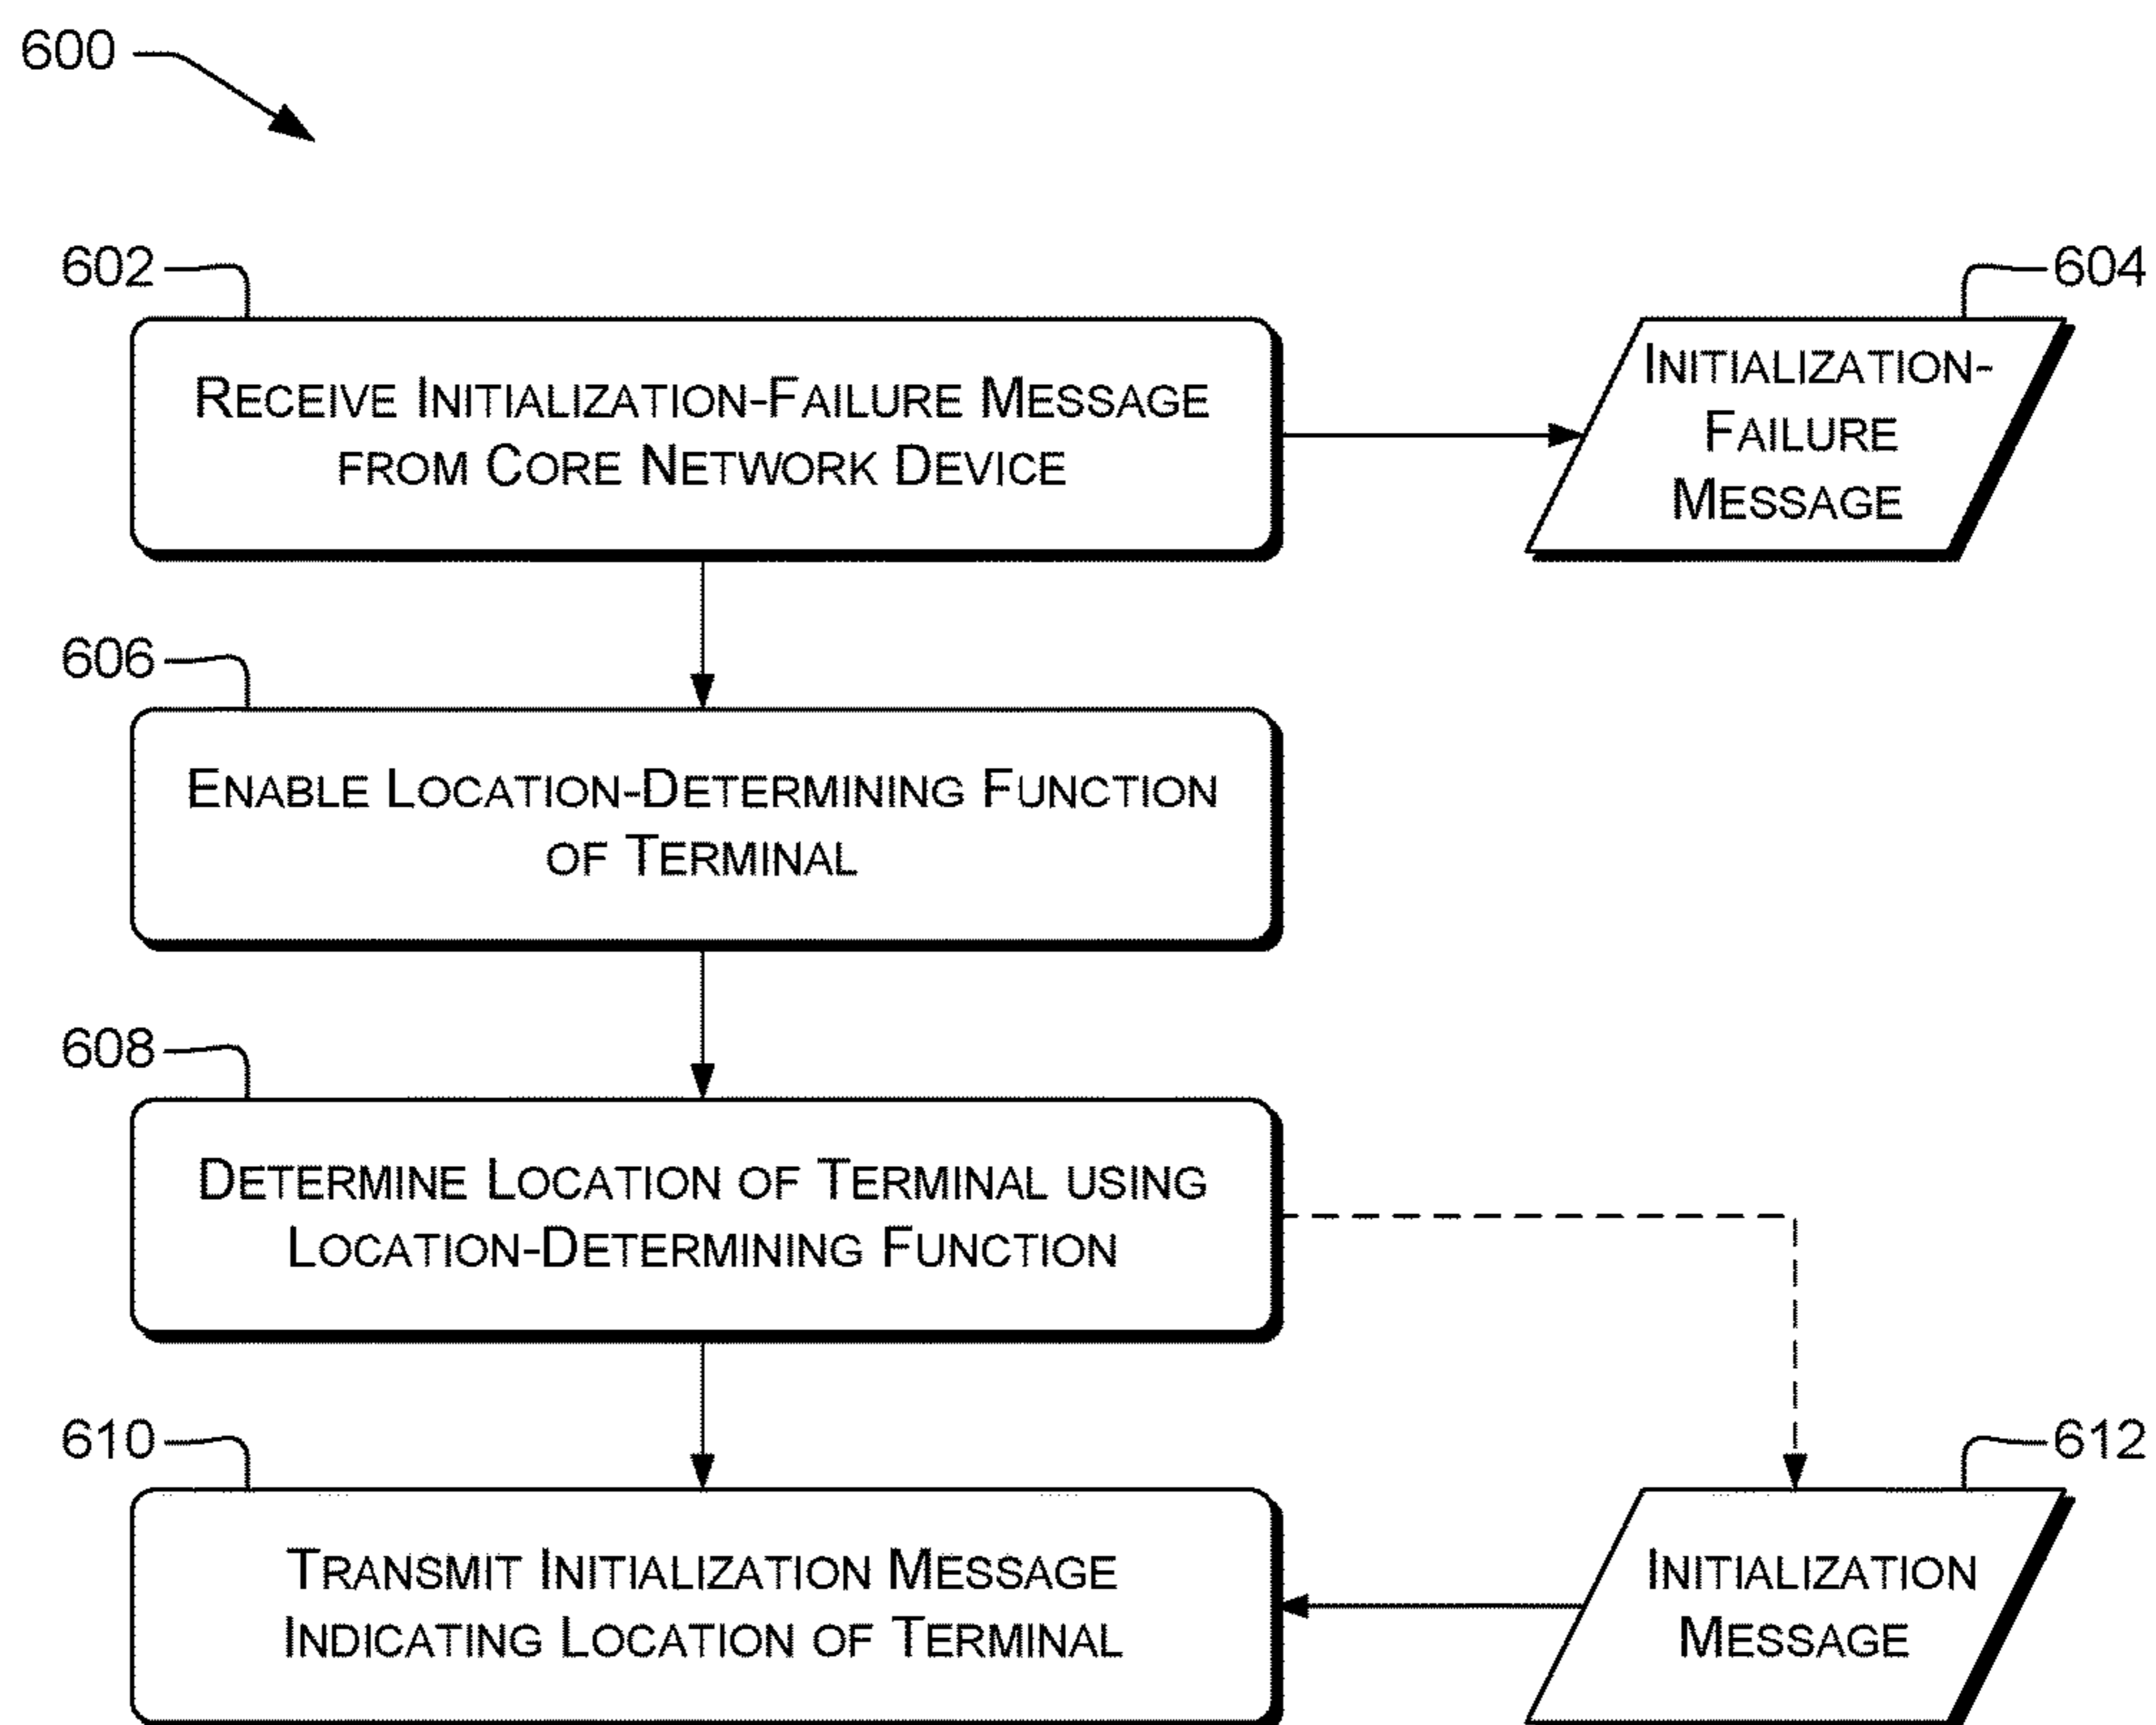 600
602
604
RECEIVE INITIALIZATION-FAILURE MESSAGE
FROM CORE NETWORK DEVICE
INITIALIZATION-
FAILURE
MESSAGE
606
ENABLE LOCATION-DETERMINING FUNCTION
OF TERMINAL
608
DETERMINE LOCATION OF TERMINAL USING
LOCATION-DETERMINING FUNCTION
610
612
TRANSMIT INITIALIZATION MESSAGE
INDICATING LOCATION OF TERMINAL
INITIALIZATION
MESSAGE